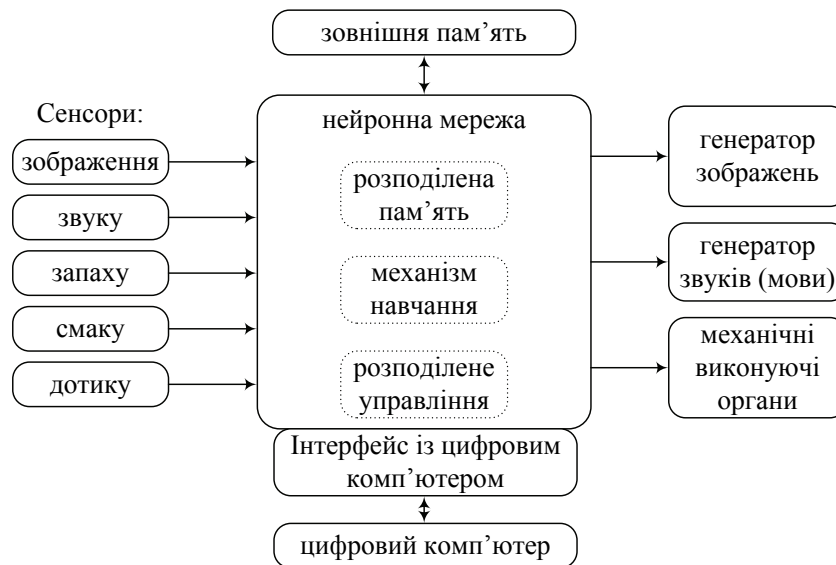 зовнішня пам’ять
Сенсори:
зображення
звуку
запаху
смаку
дотику
нейронна мережа
розподілена
пам’ять
механізм
навчання
розподілене
управління
генератор
зображень
генератор
звуків (мови)
механічні
виконуючі
органи
Інтерфейс із цифровим
комп’ютером
цифровий комп’ютер